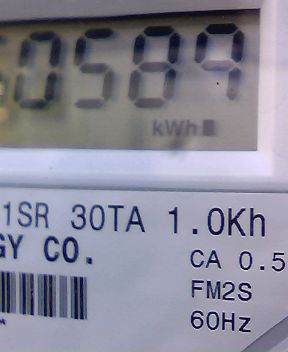 0589
kWh
1SR 30TA 1.0Kh
GY CO.
CA 0.5
FM2S
60Hz